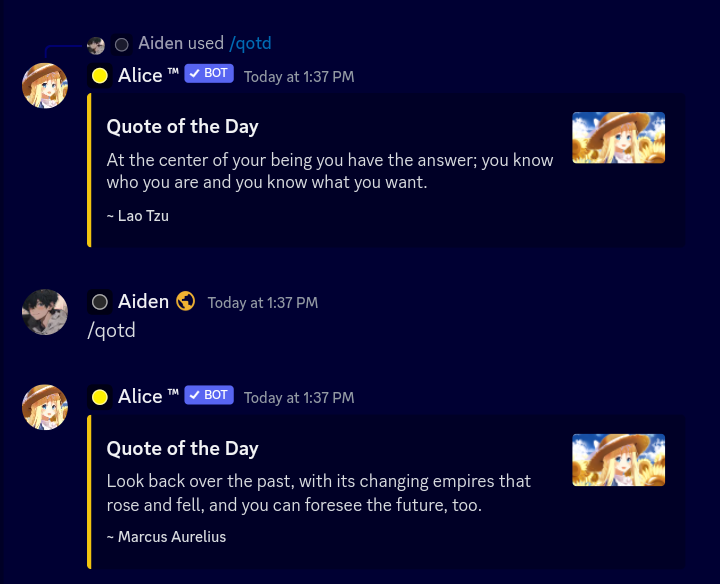 Aiden used /qotd
Alice ™ ✓ BOT Today at 1:37 PM
Quote of the Day
At the center of your being you have the answer; you know
who you are and you know what you want.
~ Lao Tzu
Aiden Today at 1:37 PM
/qotd
Alice ™ ✓ BOT Today at 1:37 PM
Quote of the Day
Look back over the past, with its changing empires that
rose and fell, and you can foresee the future, too.
~ Marcus Aurelius